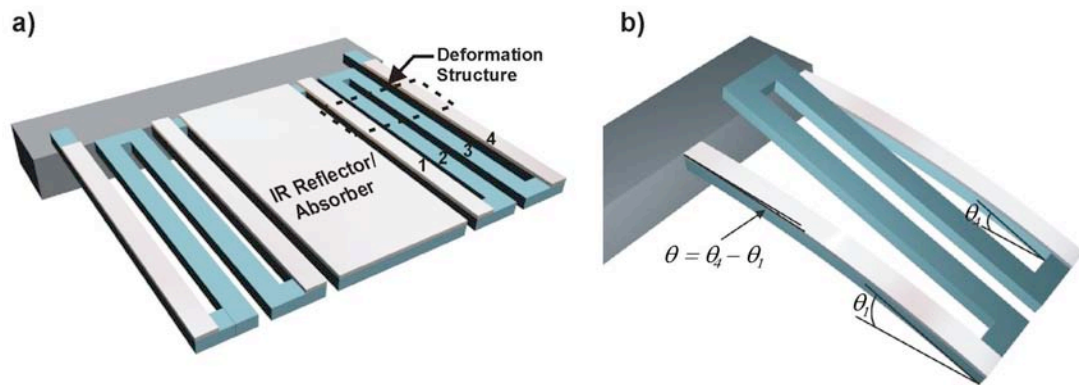 a)
Deformation
Structure
4
3
2
1
IR Reflector/
Absorber
b)
θ4
θ = θ4 − θ1
θ1